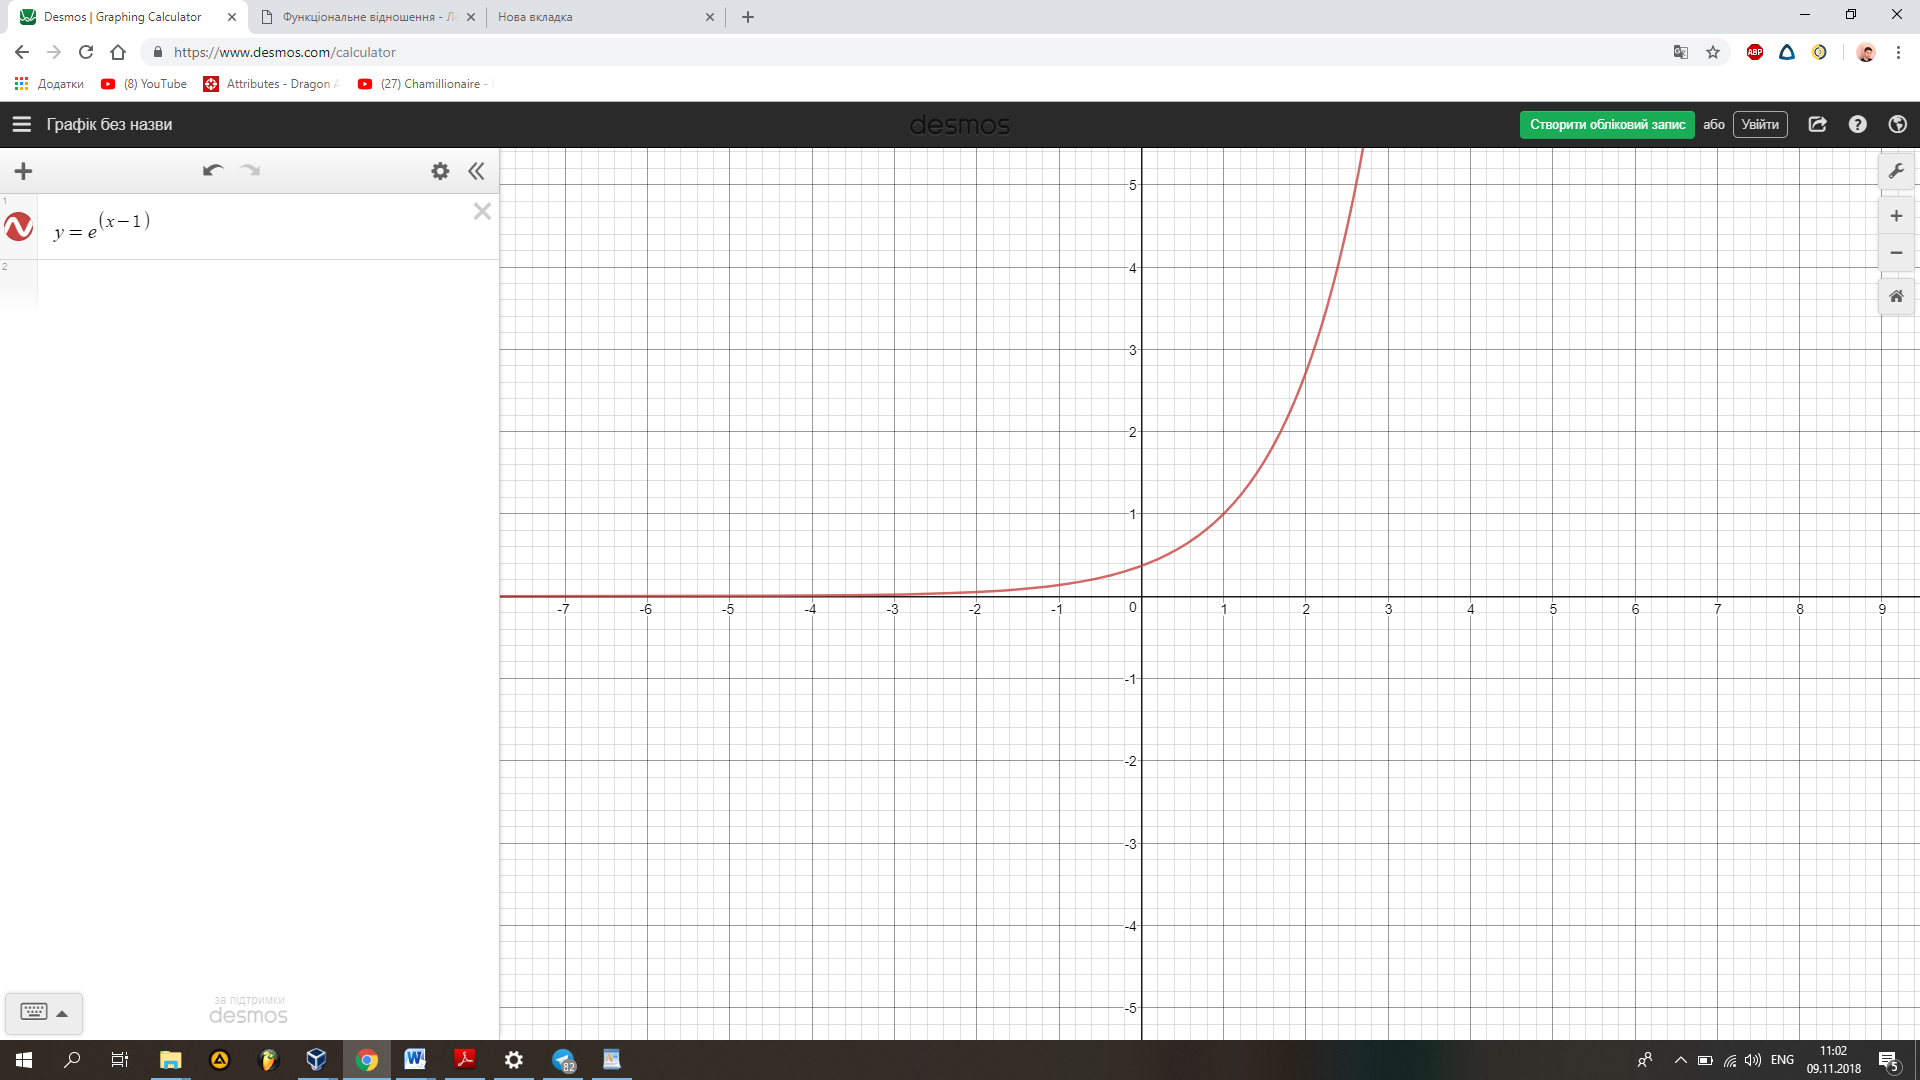 Desmos | Graphing Calculator
Функціональне відношення - Л
Нова вкладка
https://www.desmos.com/calculator
ABP
Додатки
(8) YouTube
Attributes - Dragon A
(27) Chamillionaire -
Графік без назви
desmos
Створити обліковий запис
або
Увійти
1
y = e^(x−1)
2
5
4
3
2
1
-7 -6 -5 -4 -3 -2 -1 0 1 2 3 4 5 6 7 8 9
-1
-2
-3
-4
-5
за підтримки
desmos
82
ENG
11:02
09.11.2018
5